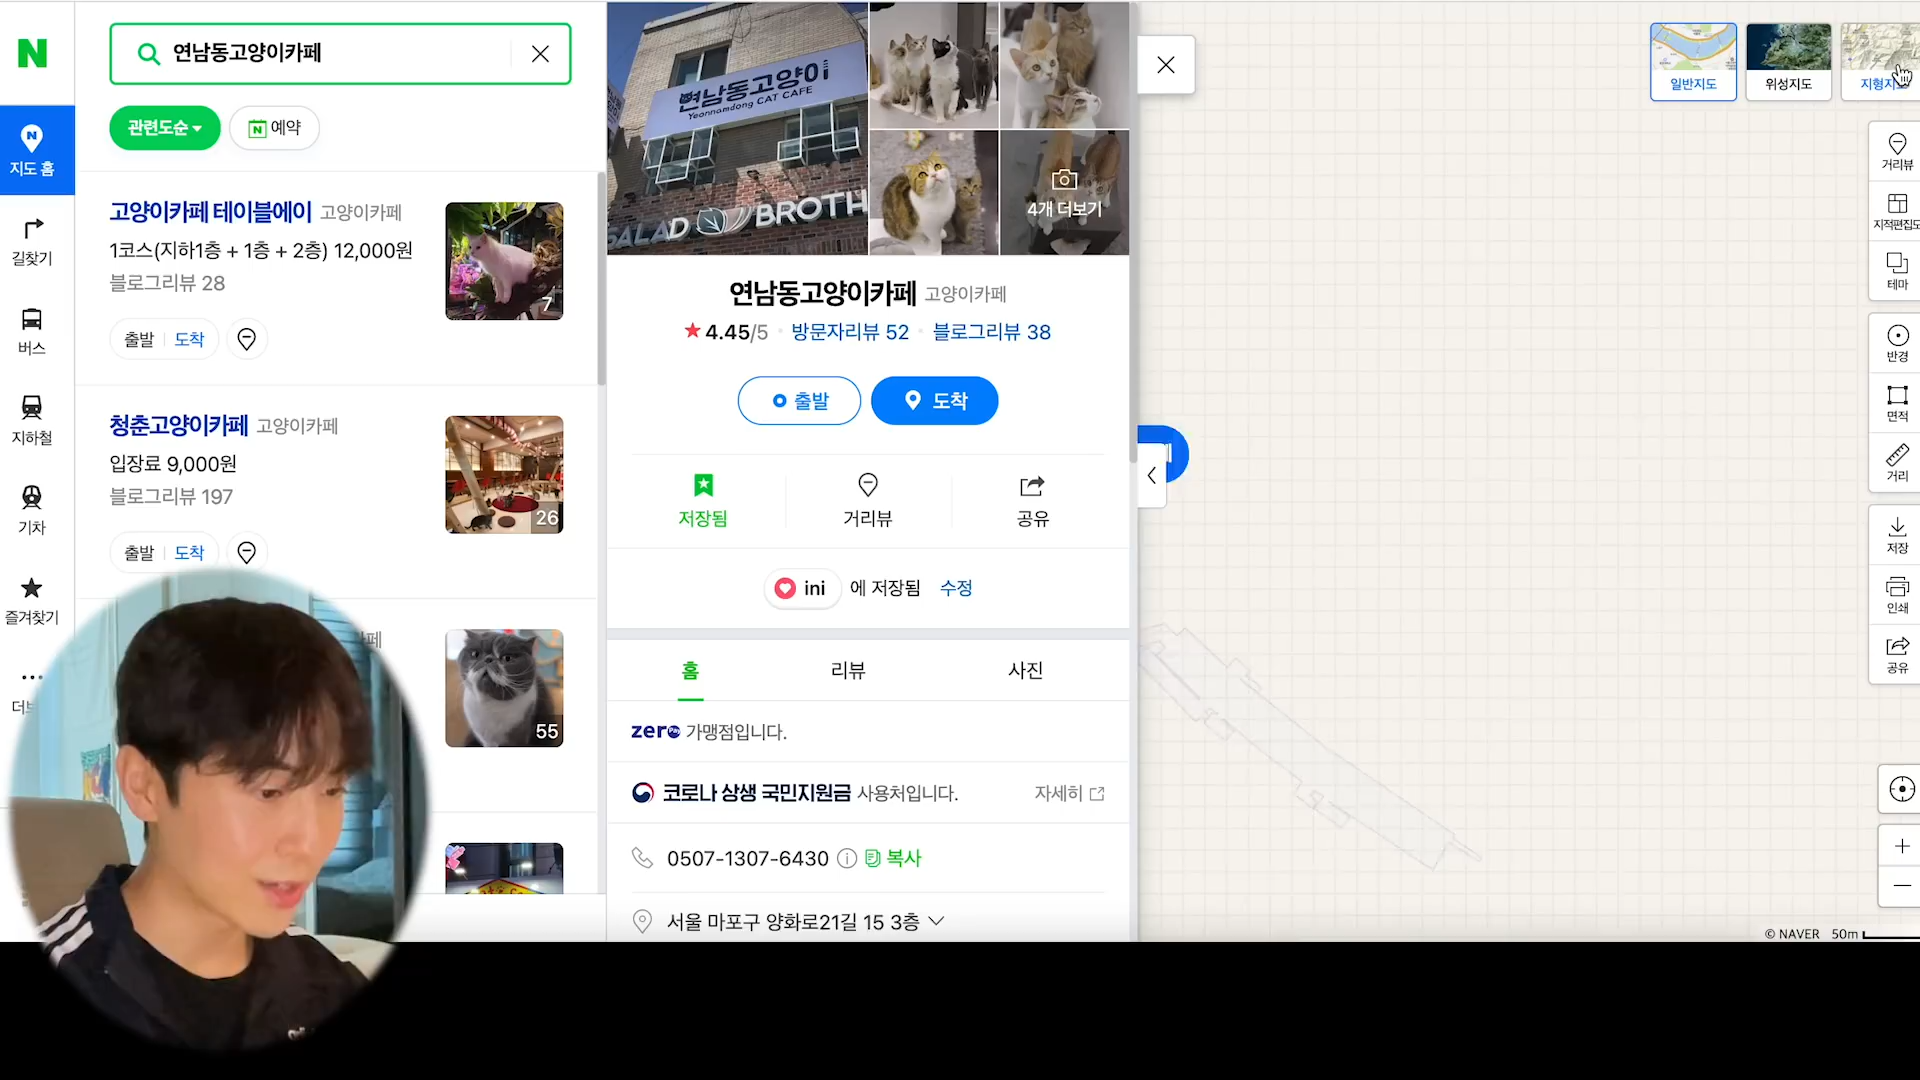 N
연남동고양이카페
관련도순
N 예약
지도 홈
길찾기
버스
지하철
기차
즐겨찾기
고양이카페 테이블에이 고양이카페
1코스(지하1층 + 1층 + 2층) 12,000원
블로그리뷰 28
출발 도착
7
청춘고양이카페 고양이카페
입장료 9,000원
블로그리뷰 197
출발 도착
26
55
연남동고양이
Yeonnamdong CAT CAFE
SALAD BROTH
4개 더보기
연남동고양이카페 고양이카페
4.45/5 · 방문자리뷰 52 · 블로그리뷰 38
출발
도착
저장됨
거리뷰
공유
ini 에 저장됨 수정
홈
리뷰
사진
zero Pay 가맹점입니다.
코로나 상생 국민지원금 사용처입니다.
자세히
0507-1307-6430 복사
서울 마포구 양화로21길 15 3층
일반지도
위성지도
거리뷰
지적편집도
테마
반경
면적
거리
저장
인쇄
공유
© NAVER 50m